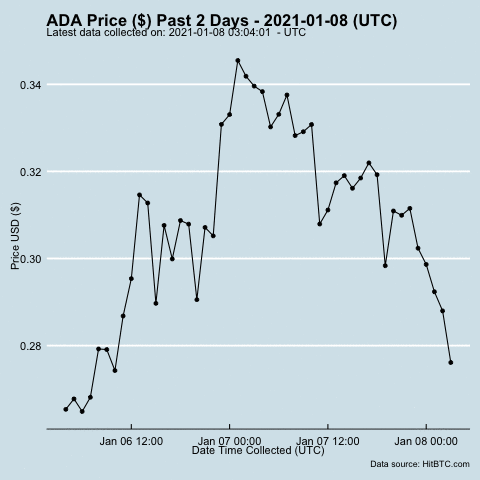 ADA Price ($) Past 2 Days - 2021-01-08 (UTC)
Latest data collected on: 2021-01-08 03:04:01 - UTC
Price USD ($)
0.34
0.32
0.30
0.28
Jan 06 12:00 Jan 07 00:00 Jan 07 12:00 Jan 08 00:00
Date Time Collected (UTC)
Data source: HitBTC.com